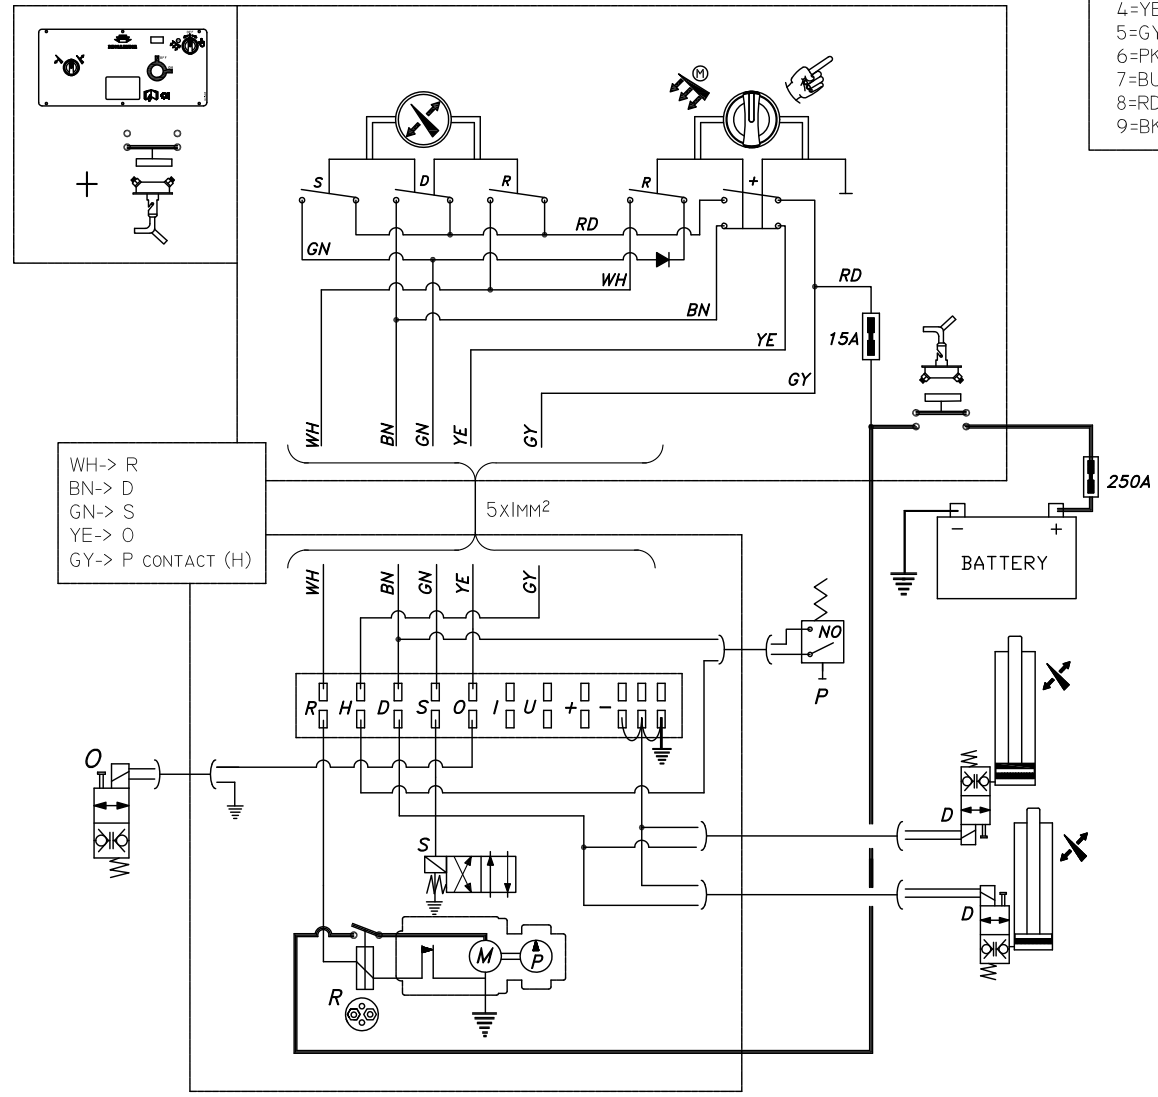 4=YE
5=GY
6=PK
7=BU
8=RD
9=BK
M
S D R R +
RD
GN
WH
RD
BN
15A
YE
GY
WH BN GN YE GY
WH-> R
BN-> D
GN-> S
YE-> O
GY-> P CONTACT (H)
5x1MM2
250A
- +
BATTERY
WH BN GN YE GY
NO
P
R H D S O I U + -
O
D
S
D
M P
R